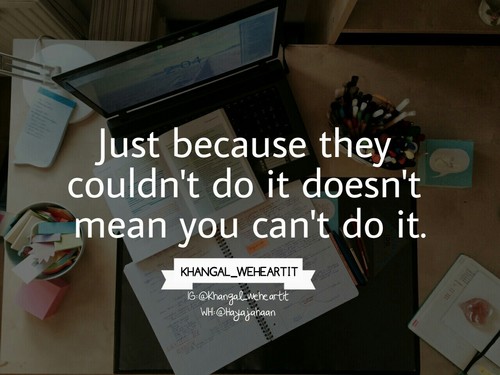 Just because they
couldn't do it doesn't
mean you can't do it.
KHANGAL_WEHEARTIT
IG:@Khangal_weheartit
WH:@Hayajahaan